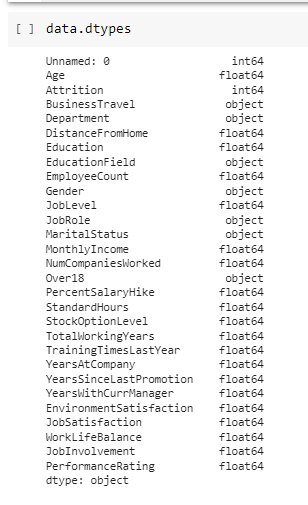 [ ] data.dtypes
Unnamed: 0 int64
Age float64
Attrition int64
BusinessTravel object
Department object
DistanceFromHome float64
Education float64
EducationField object
EmployeeCount float64
Gender object
JobLevel float64
JobRole object
MaritalStatus object
MonthlyIncome float64
NumCompaniesWorked float64
Over18 object
PercentSalaryHike float64
StandardHours float64
StockOptionLevel float64
TotalWorkingYears float64
TrainingTimesLastYear float64
YearsAtCompany float64
YearsSinceLastPromotion float64
YearsWithCurrManager float64
EnvironmentSatisfaction float64
JobSatisfaction float64
WorkLifeBalance float64
JobInvolvement float64
PerformanceRating float64
dtype: object